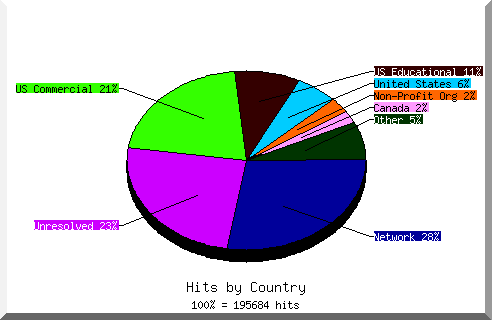 US Educational 11%
US Commercial 21%
United States 6%
Non-Profit Org 2%
Canada 2%
Other 5%
Unresolved 23%
Network 28%
Hits by Country
100% = 195684 hits